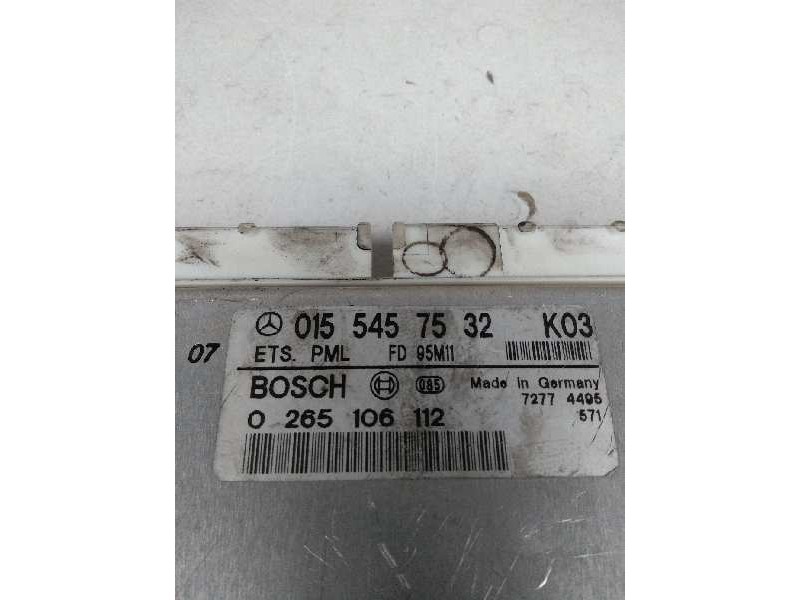 015 545 75 32 K03
07
ETS. PML FD 95M11
BOSCH 085 Made in Germany
7277 4495
0 265 106 112 571